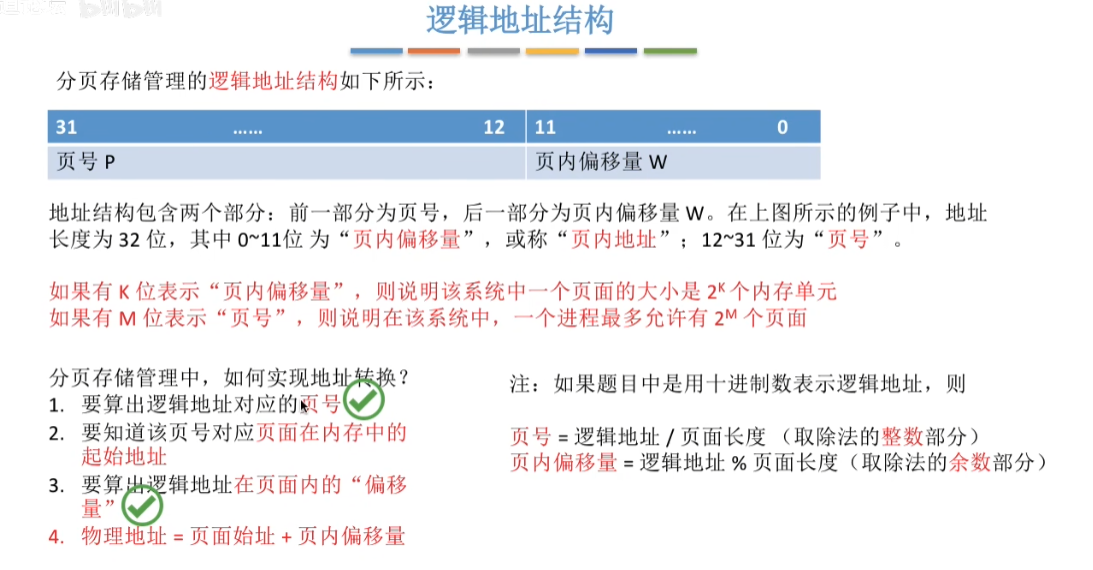 逻辑地址结构
分页存储管理的逻辑地址结构如下所示：
31 …… 12 11 …… 0
页号 P 页内偏移量 W
地址结构包含两个部分：前一部分为页号，后一部分为页内偏移量 W。在上图所示的例子中，地址
长度为 32 位，其中 0~11位 为“页内偏移量”，或称“页内地址”；12~31 位为“页号”。
如果有 K 位表示“页内偏移量”，则说明该系统中一个页面的大小是 2ᴷ 个内存单元
如果有 M 位表示“页号”，则说明在该系统中，一个进程最多允许有 2ᴹ 个页面
分页存储管理中，如何实现地址转换？
1. 要算出逻辑地址对应的页号
2. 要知道该页号对应页面在内存中的
起始地址
3. 要算出逻辑地址在页面内的“偏移
量”
4. 物理地址 = 页面始址 + 页内偏移量
注：如果题目中是用十进制数表示逻辑地址，则
页号 = 逻辑地址 / 页面长度 （取除法的整数部分）
页内偏移量 = 逻辑地址 % 页面长度（取除法的余数部分）